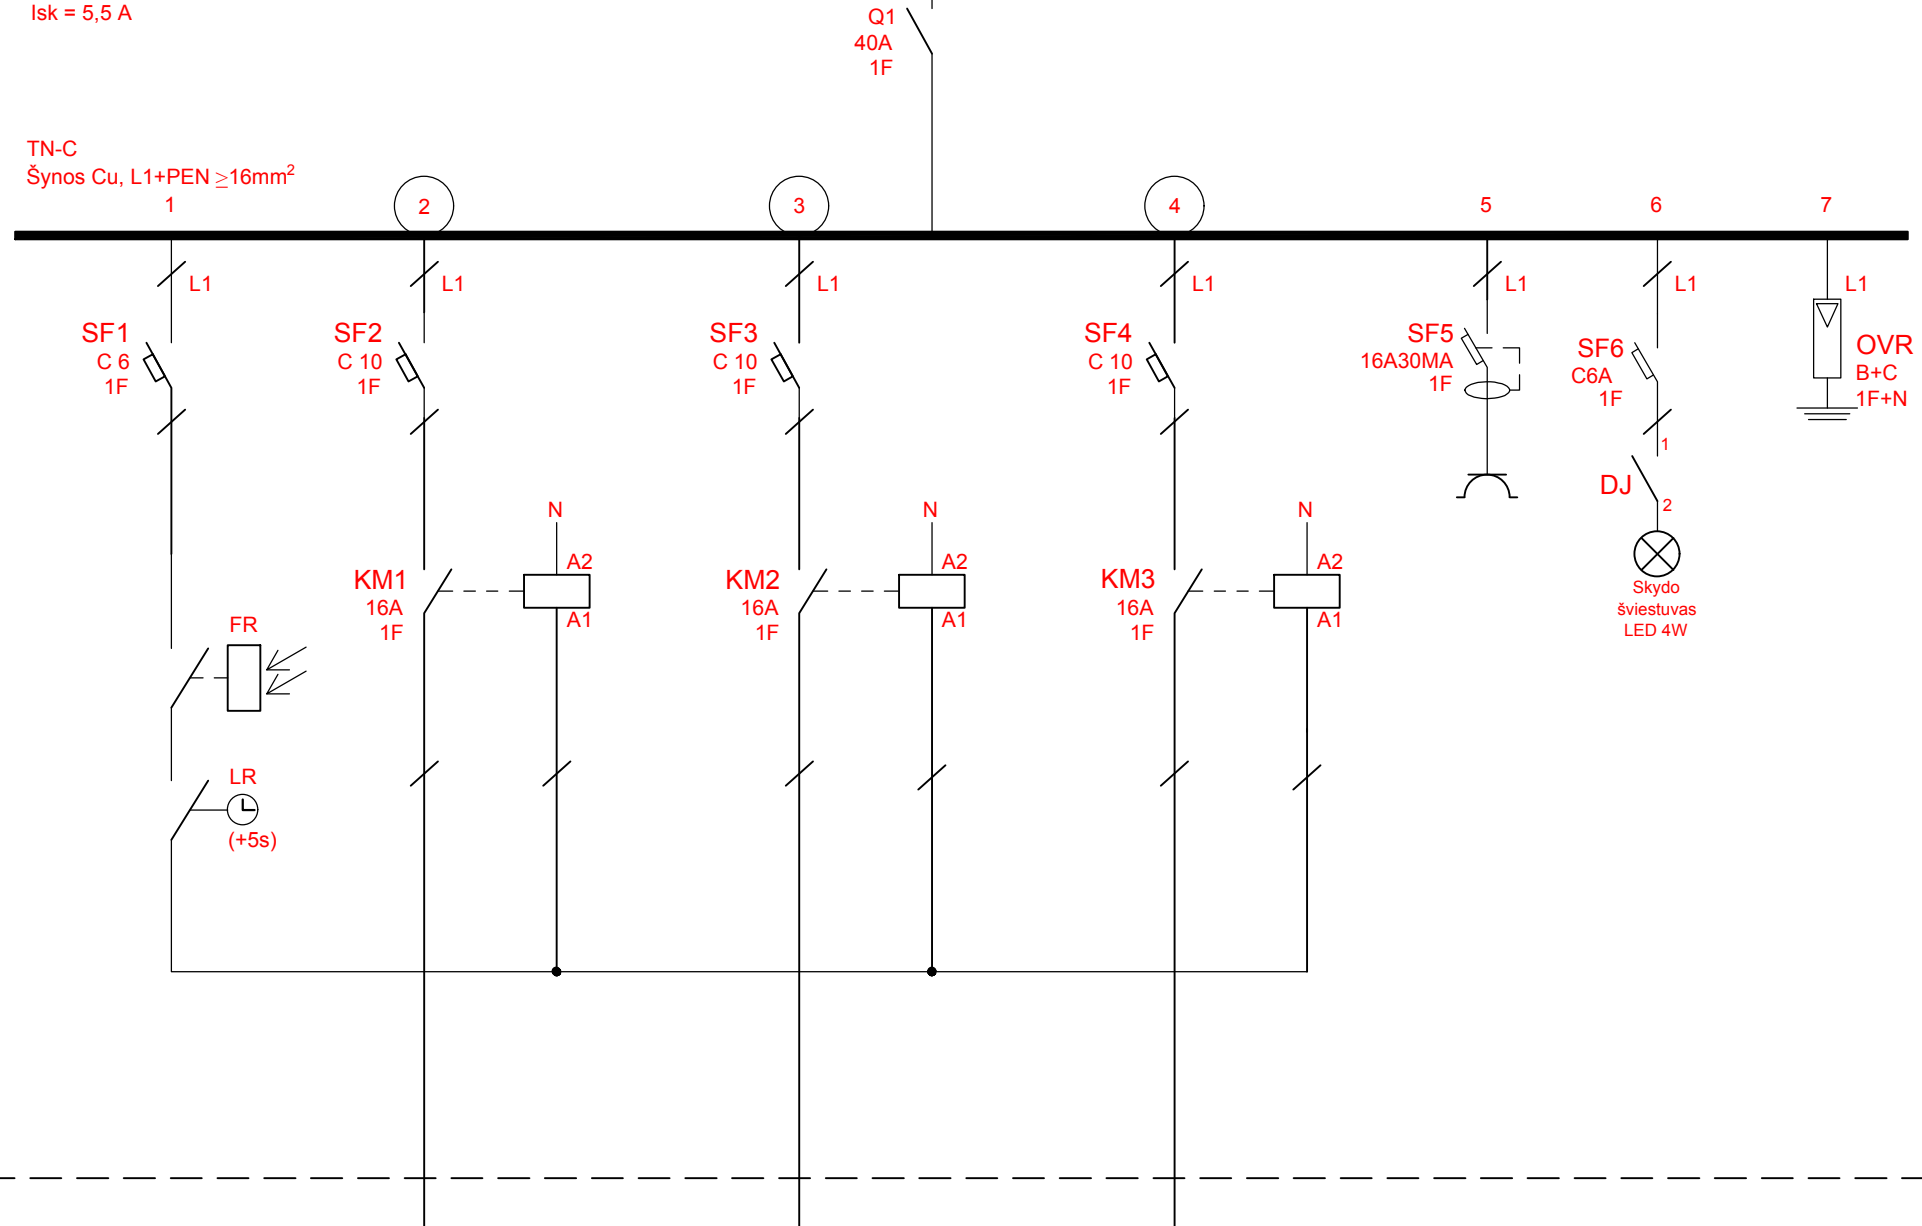 Isk = 5,5 A
Q1
40A
1F
TN-C
Šynos Cu, L1+PEN ≥16mm²
1
2
3
4
5
6
7
L1
L1
L1
L1
L1
L1
L1
SF1
C 6
1F
SF2
C 10
1F
SF3
C 10
1F
SF4
C 10
1F
SF5
16A30MA
1F
SF6
C6A
1F
OVR
B+C
1F+N
1
DJ
2
Skydo
šviestuvas
LED 4W
N
A2
KM1
16A
1F
A1
N
A2
KM2
16A
1F
A1
N
A2
KM3
16A
1F
A1
FR
LR
(+5s)